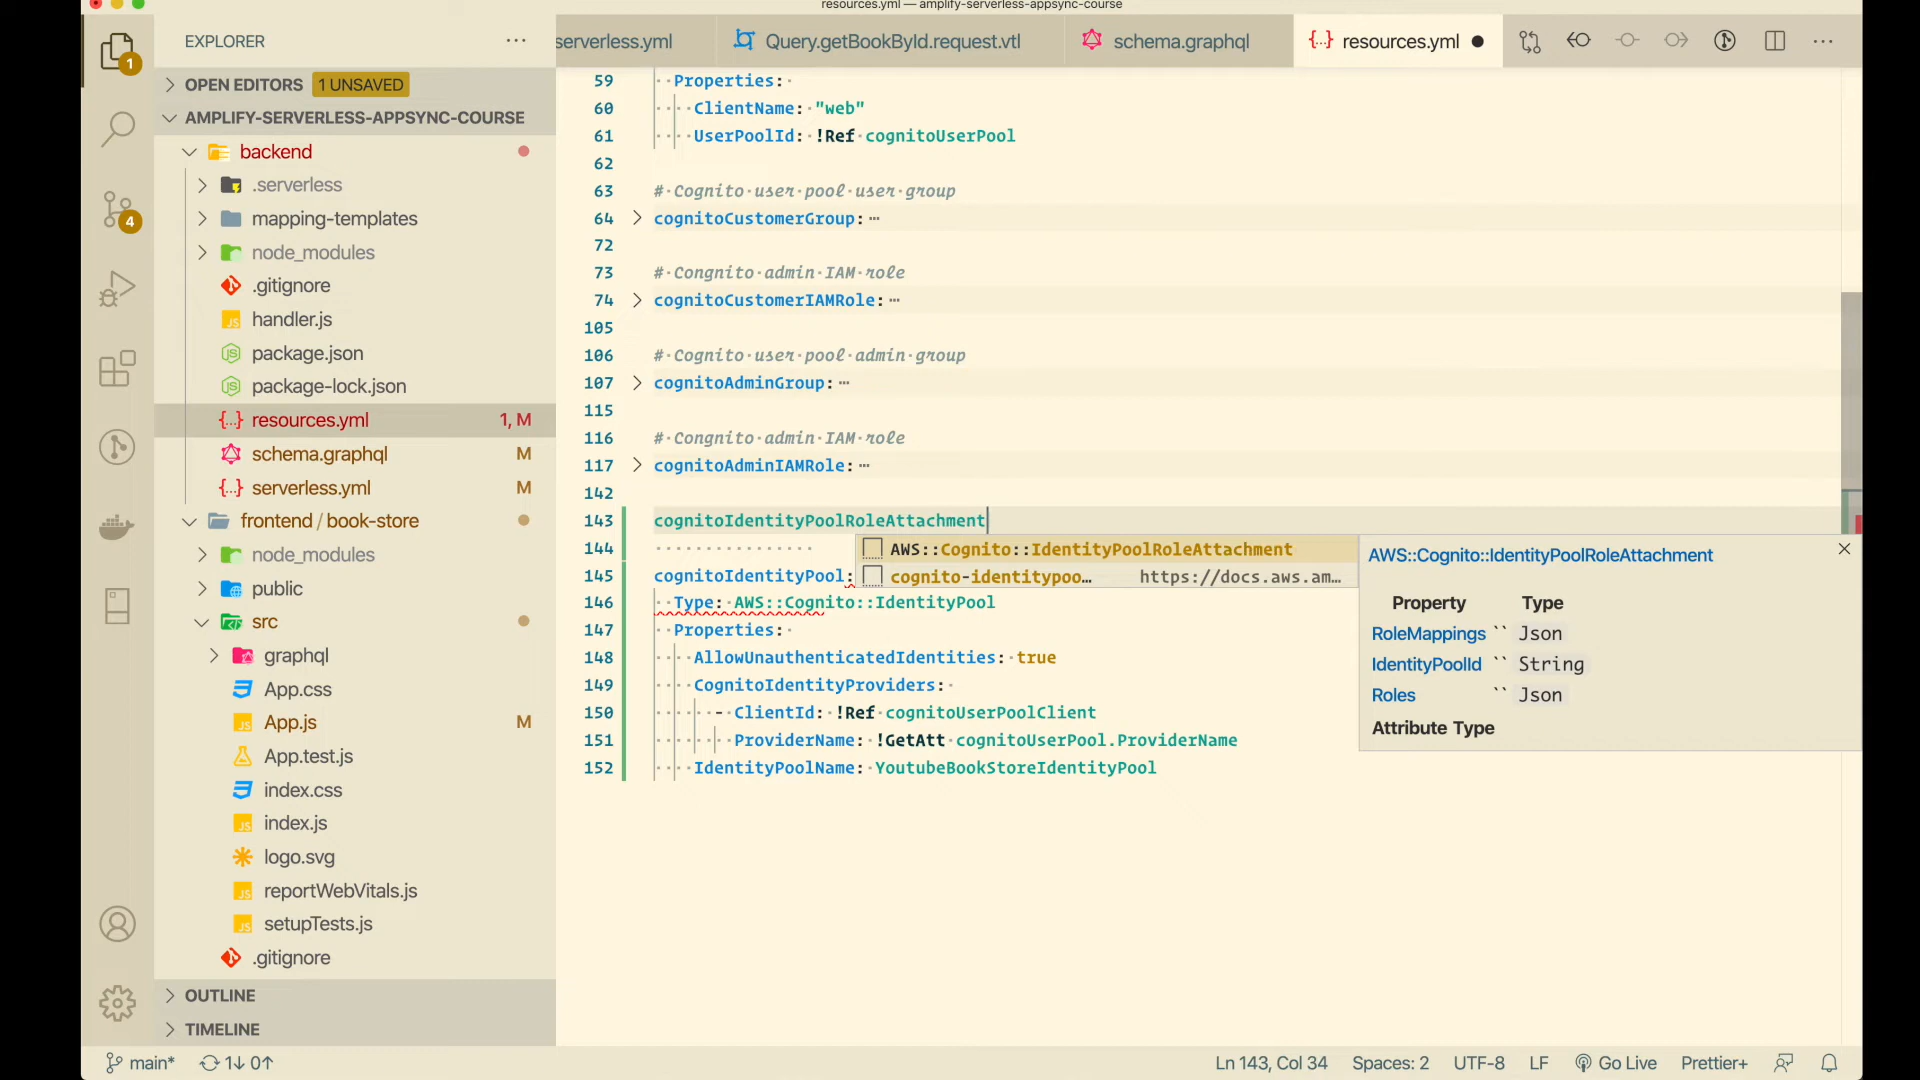 resources.yml — amplify-serverless-appsync-course
EXPLORER
serverless.yml
Query.getBookById.request.vtl
schema.graphql
resources.yml
OPEN EDITORS
1 UNSAVED
AMPLIFY-SERVERLESS-APPSYNC-COURSE
backend
.serverless
mapping-templates
node_modules
.gitignore
handler.js
package.json
package-lock.json
resources.yml 1, M
schema.graphql M
serverless.yml M
frontend / book-store
node_modules
public
src
graphql
App.css
App.js M
App.test.js
index.css
index.js
logo.svg
reportWebVitals.js
setupTests.js
.gitignore
OUTLINE
TIMELINE
1
4
59 Properties:
60 ClientName: "web"
61 UserPoolId: !Ref cognitoUserPool
62
63 # Cognito user pool user group
64 cognitoCustomerGroup: ⋯
72
73 # Congnito admin IAM role
74 cognitoCustomerIAMRole: ⋯
105
106 # Cognito user pool admin group
107 cognitoAdminGroup: ⋯
115
116 # Congnito admin IAM role
117 cognitoAdminIAMRole: ⋯
142
143 cognitoIdentityPoolRoleAttachment
144
145 cognitoIdentityPool:
146 Type: AWS::Cognito::IdentityPool
147 Properties:
148 AllowUnauthenticatedIdentities: true
149 CognitoIdentityProviders:
150 - ClientId: !Ref cognitoUserPoolClient
151 ProviderName: !GetAtt cognitoUserPool.ProviderName
152 IdentityPoolName: YoutubeBookStoreIdentityPool
AWS::Cognito::IdentityPoolRoleAttachment
cognito-identitypoo… https://docs.aws.am…
AWS::Cognito::IdentityPoolRoleAttachment
Property Type
RoleMappings `` Json
IdentityPoolId `` String
Roles `` Json
Attribute Type
main* 1↓ 0↑
Ln 143, Col 34 Spaces: 2 UTF-8 LF Go Live Prettier+